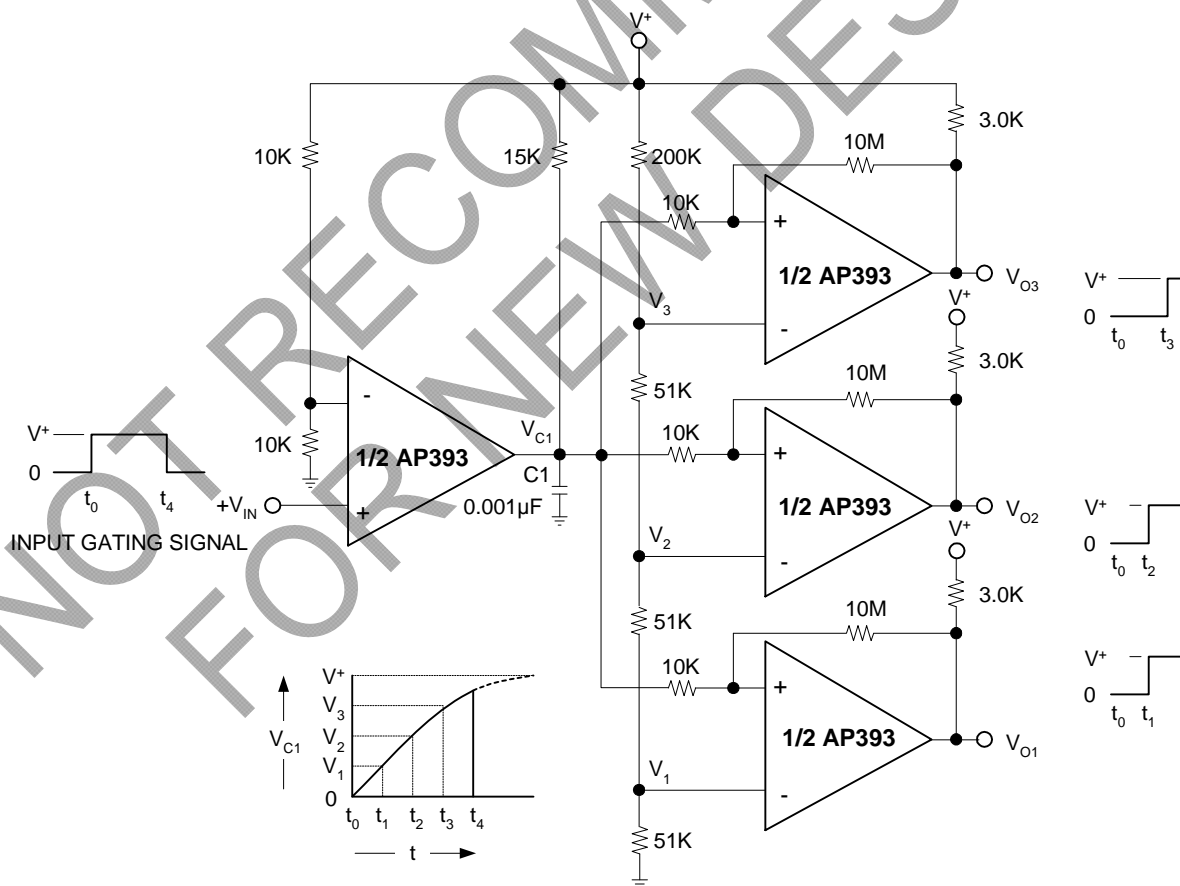 NOT RECOMM
FOR NEW DES
V+
3.0K
10K
15K
200K
10M
10K
+
1/2 AP393
-
VO3
V+
0
t0 t3
V3
V+
3.0K
51K
10M
10K
+
1/2 AP393
-
VO2
V+
0
t0 t2
V2
V+
3.0K
51K
10M
10K
+
1/2 AP393
-
VO1
V+
0
t0 t1
V1
51K
-
10K
1/2 AP393
+
VC1
C1
0.001µF
V+
0
t0 t4
+VIN
INPUT GATING SIGNAL
V+
V3
V2
V1
0
VC1
t0 t1 t2 t3 t4
t